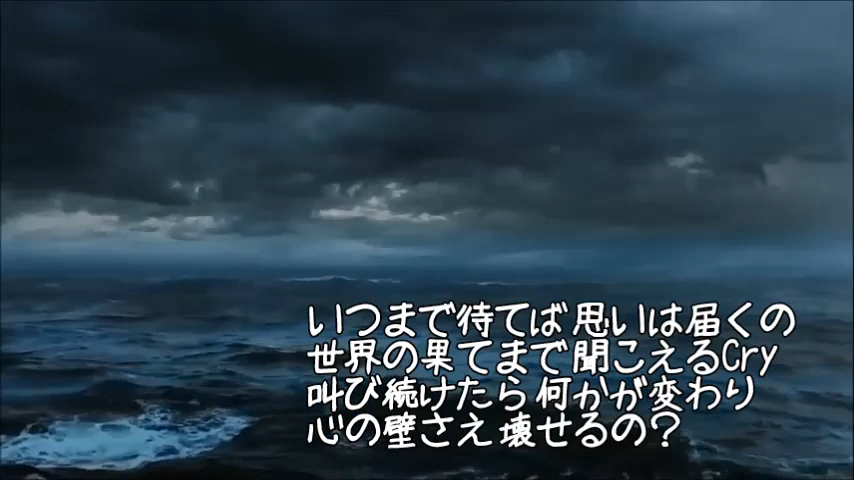 いつまで待てば 思いは届くの
世界の果てまで 聞こえるCry
叫び続けたら 何かが変わり
心の壁さえ 壊せるの？